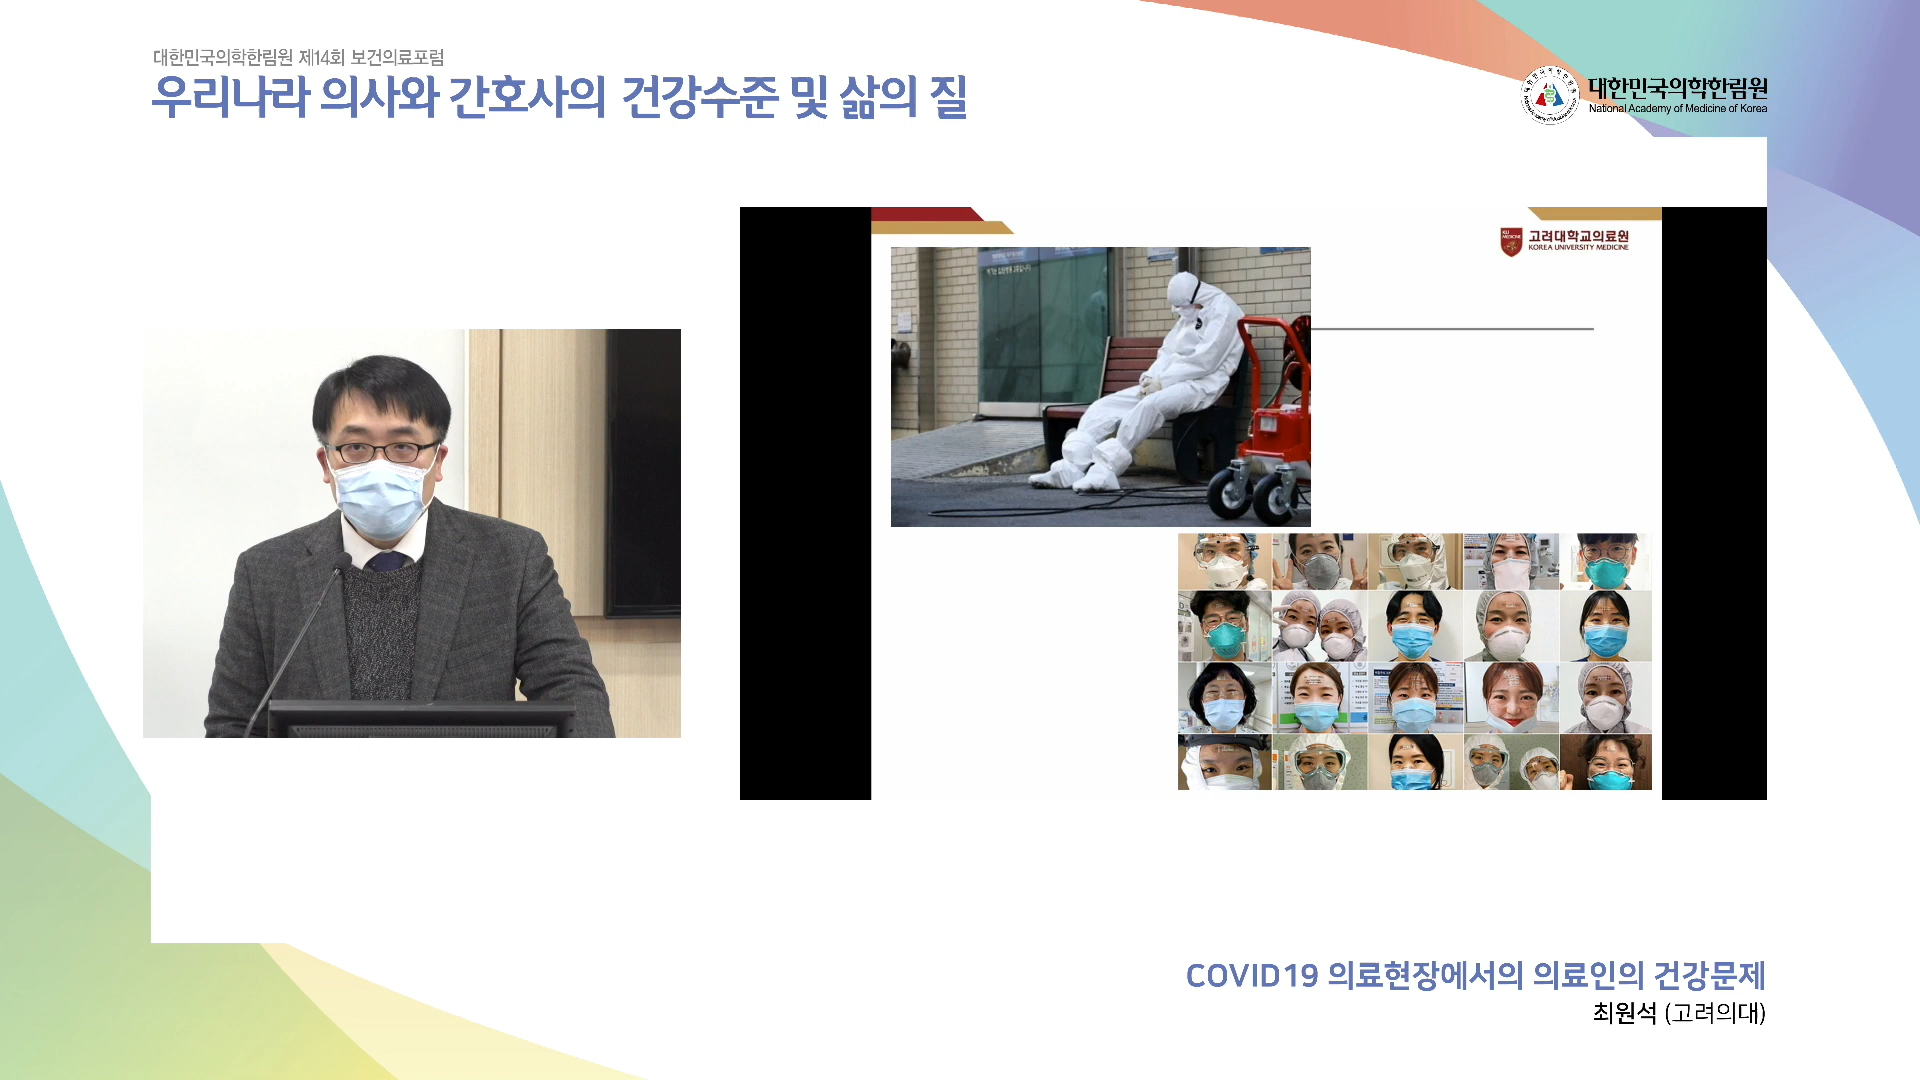 대한민국의학한림원 제14회 보건의료포럼
우리나라 의사와 간호사의 건강수준 및 삶의 질
대한민국의학한림원
National Academy of Medicine of Korea
KU
MEDICINE
고려대학교의료원
KOREA UNIVERSITY MEDICINE
COVID19 의료현장에서의 의료인의 건강문제
최원석 (고려의대)